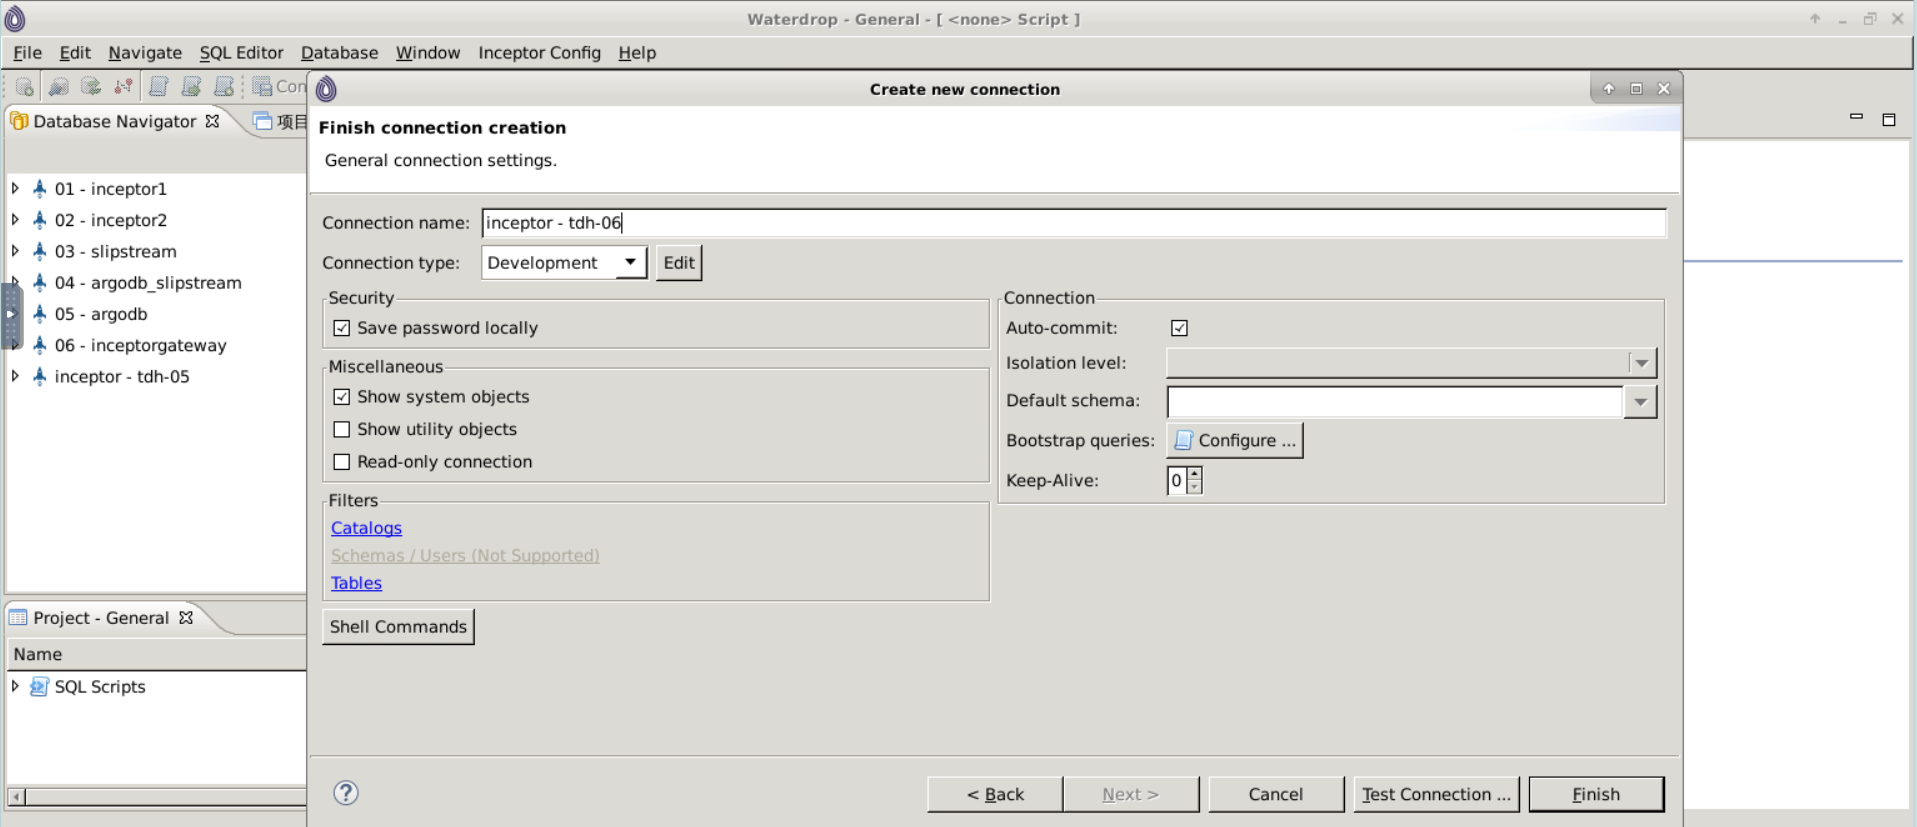 Waterdrop - General - [ <none> Script ]
File Edit Navigate SQL Editor Database Window Inceptor Config Help
Con
Database Navigator
项目
01 - inceptor1
02 - inceptor2
03 - slipstream
04 - argodb_slipstream
05 - argodb
06 - inceptorgateway
inceptor - tdh-05
Project - General
Name
SQL Scripts
Create new connection
Finish connection creation
General connection settings.
Connection name: inceptor - tdh-06
Connection type: Development Edit
Security
Save password locally
Miscellaneous
Show system objects
Show utility objects
Read-only connection
Filters
Catalogs
Schemas / Users (Not Supported)
Tables
Shell Commands
Connection
Auto-commit:
Isolation level:
Default schema:
Bootstrap queries: Configure ...
Keep-Alive: 0
< Back Next > Cancel Test Connection ... Finish